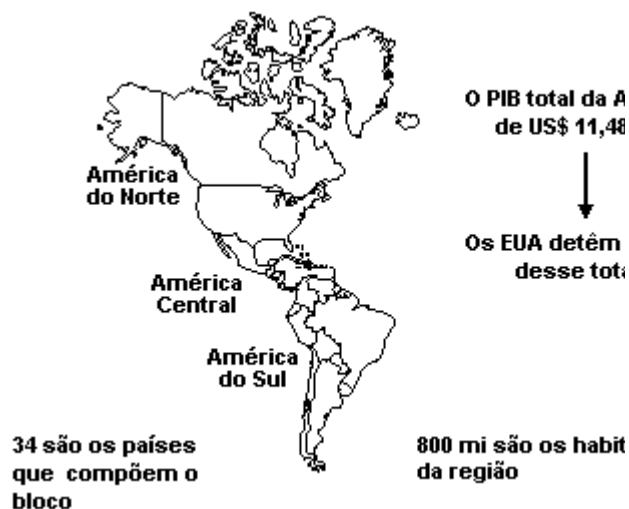 O PIB total da A
de US$ 11,48
América
do Norte
Os EUA detêm
desse tota
América
Central
América
do Sul
34 são os países
que compõem o
bloco
800 mi são os habit
da região